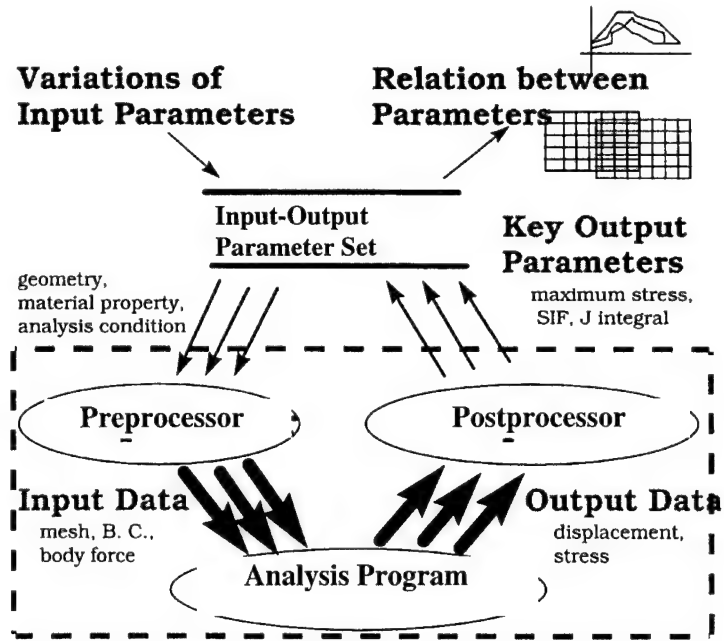 Variations of
Input Parameters
Relation between
Parameters
Input-Output
Parameter Set
Key Output
Parameters
maximum stress,
SIF, J integral
geometry,
material property,
analysis condition
Preprocessor
Postprocessor
Input Data
mesh, B. C.,
body force
Output Data
displacement,
stress
Analysis Program